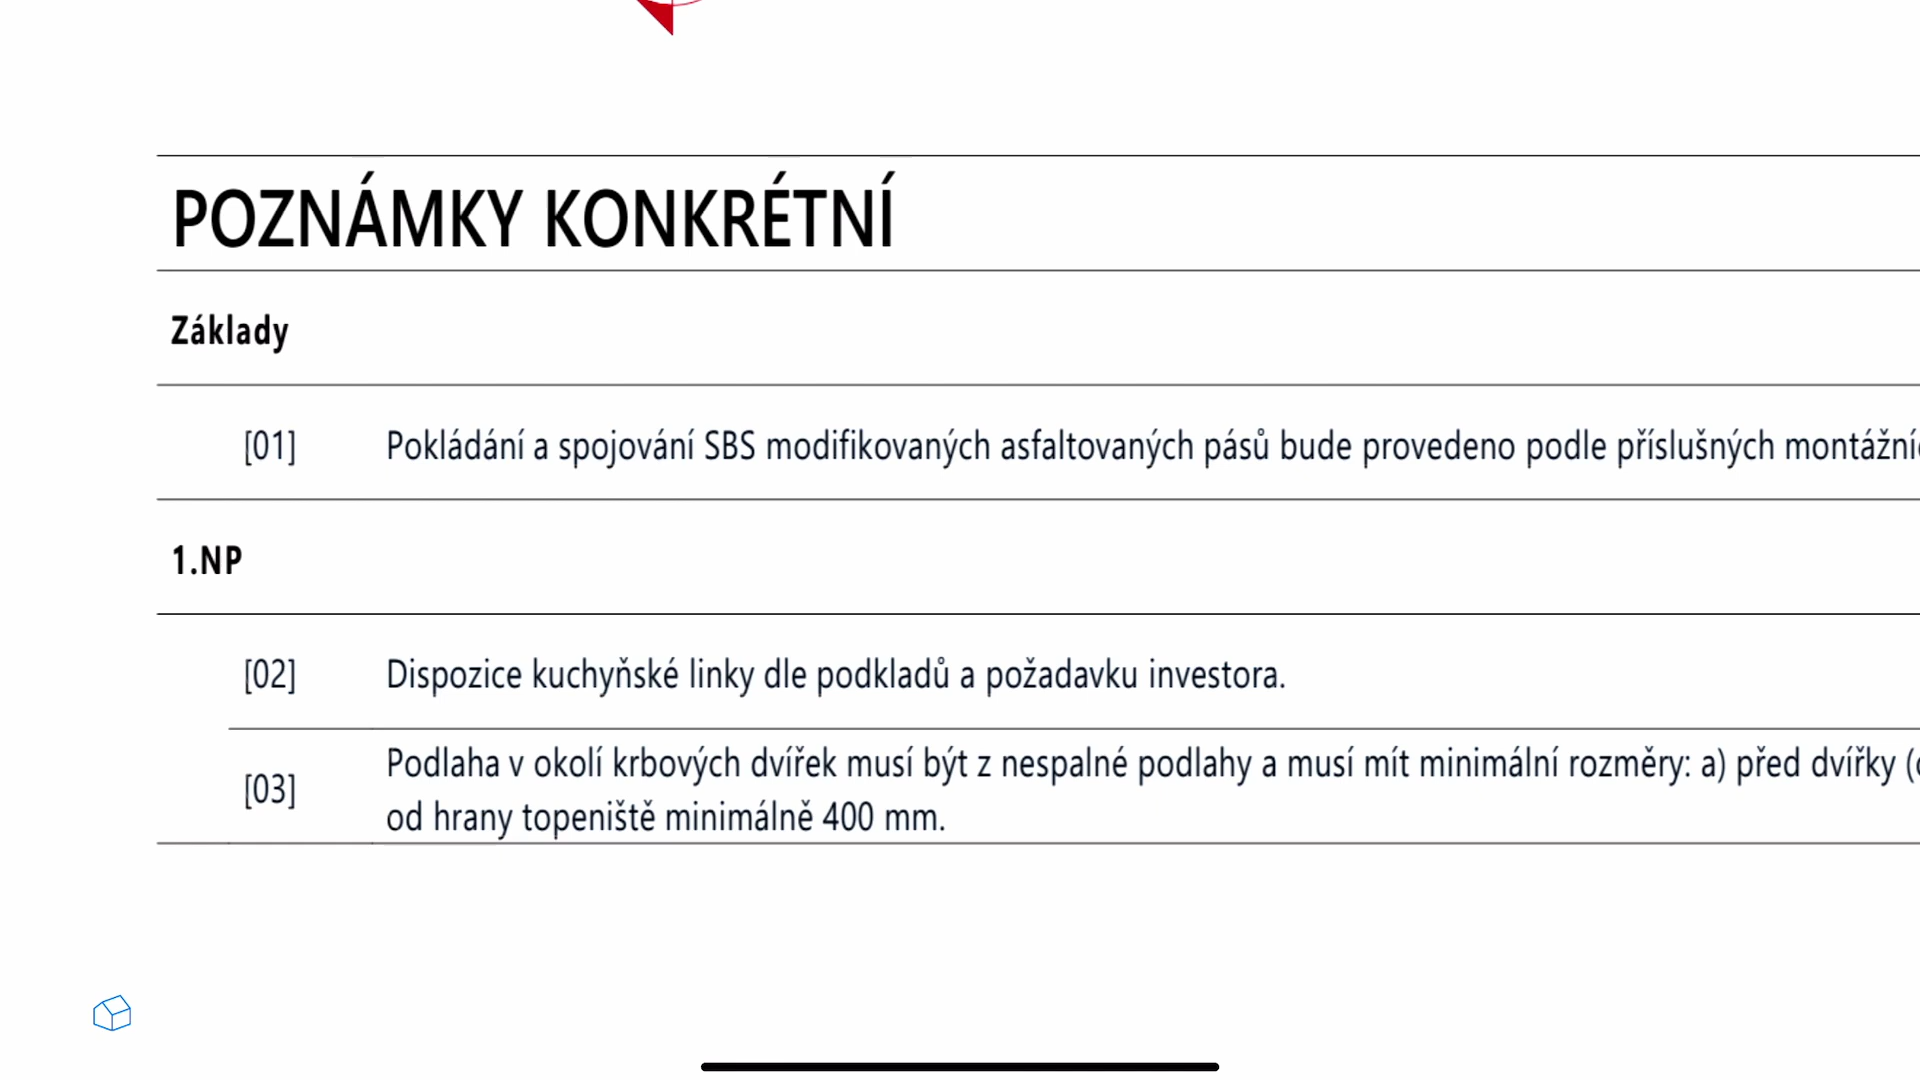 POZNÁMKY KONKRÉTNÍ
Základy
[01] Pokládání a spojování SBS modifikovaných asfaltovaných pásů bude provedeno podle příslušných
1.NP
[02] Dispozice kuchyňské linky dle podkladů a požadavku investora.
[03] Podlaha v okolí krbových dvířek musí být z nespalné podlahy a musí mít minimální rozměry: a) před dvířky
od hrany topeniště minimálně 400 mm.